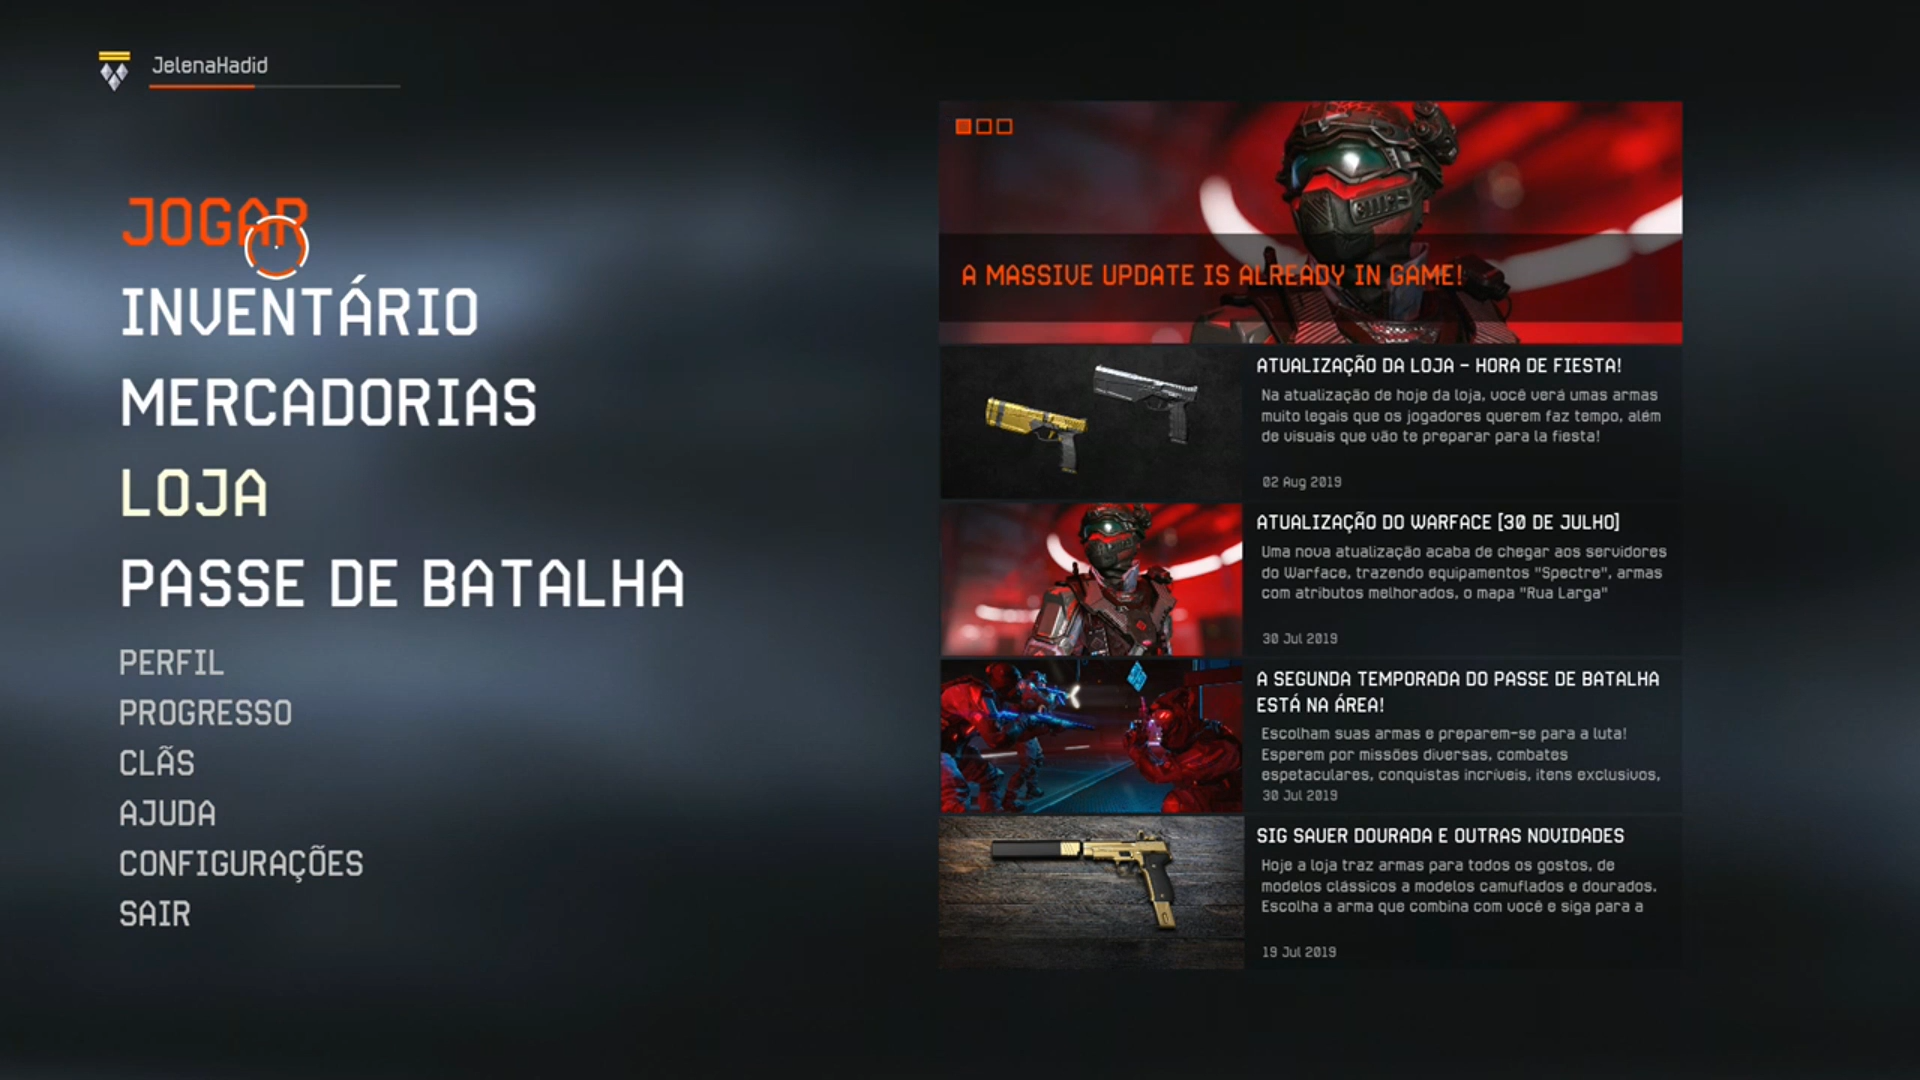 JelenaHadid
JOGAR
INVENTÁRIO
MERCADORIAS
LOJA
PASSE DE BATALHA
PERFIL
PROGRESSO
CLÃS
AJUDA
CONFIGURAÇÕES
SAIR
A MASSIVE UPDATE IS ALREADY IN GAME!
ATUALIZAÇÃO DA LOJA - HORA DE FIESTA!
Na atualização de hoje da loja, você verá umas armas
muito legais que os jogadores querem faz tempo, além
de visuais que vão te preparar para la fiesta!
02 Aug 2019
ATUALIZAÇÃO DO WARFACE [30 DE JULHO]
Uma nova atualização acaba de chegar aos servidores
do Warface, trazendo equipamentos "Spectre", armas
com atributos melhorados, o mapa "Rua Larga"
30 Jul 2019
A SEGUNDA TEMPORADA DO PASSE DE BATALHA
ESTÁ NA ÁREA!
Escolham suas armas e preparem-se para a luta!
Esperem por missões diversas, combates
espetaculares, conquistas incríveis, itens exclusivos,
30 Jul 2019
SIG SAUER DOURADA E OUTRAS NOVIDADES
Hoje a loja traz armas para todos os gostos, de
modelos clássicos a modelos camuflados e dourados.
Escolha a arma que combina com você e siga para a
19 Jul 2019